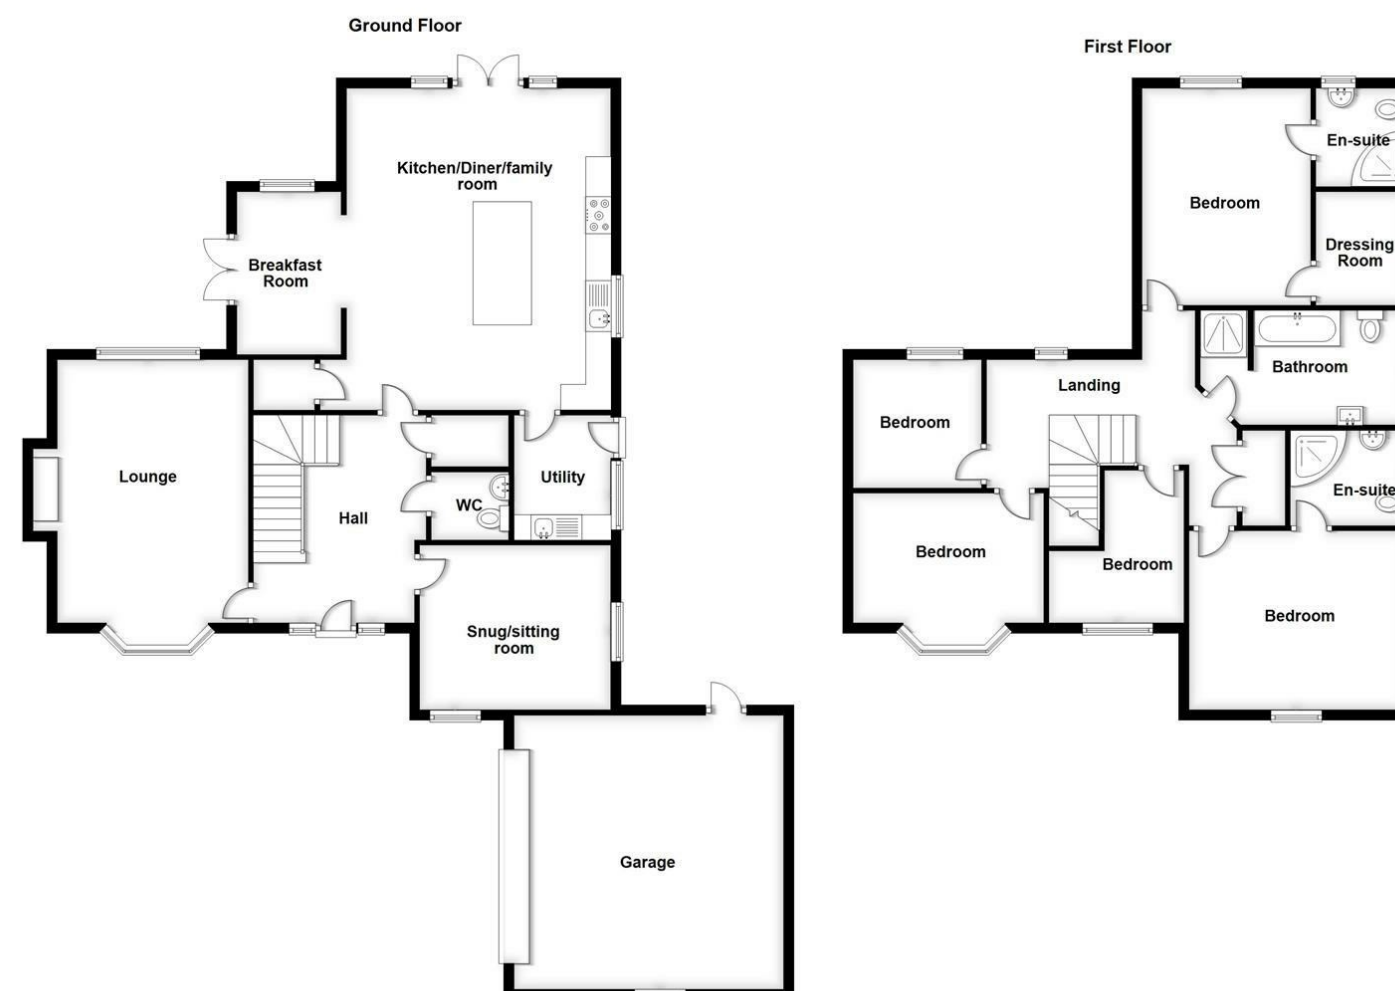 Ground Floor
Kitchen/Diner/family
room
Breakfast
Room
Lounge
Hall
WC
Utility
Snug/sitting
room
Garage
First Floor
Bedroom
En-suite
Dressing
Room
Bathroom
Landing
Bedroom
En-suite
Bedroom
Bedroom
Bedroom